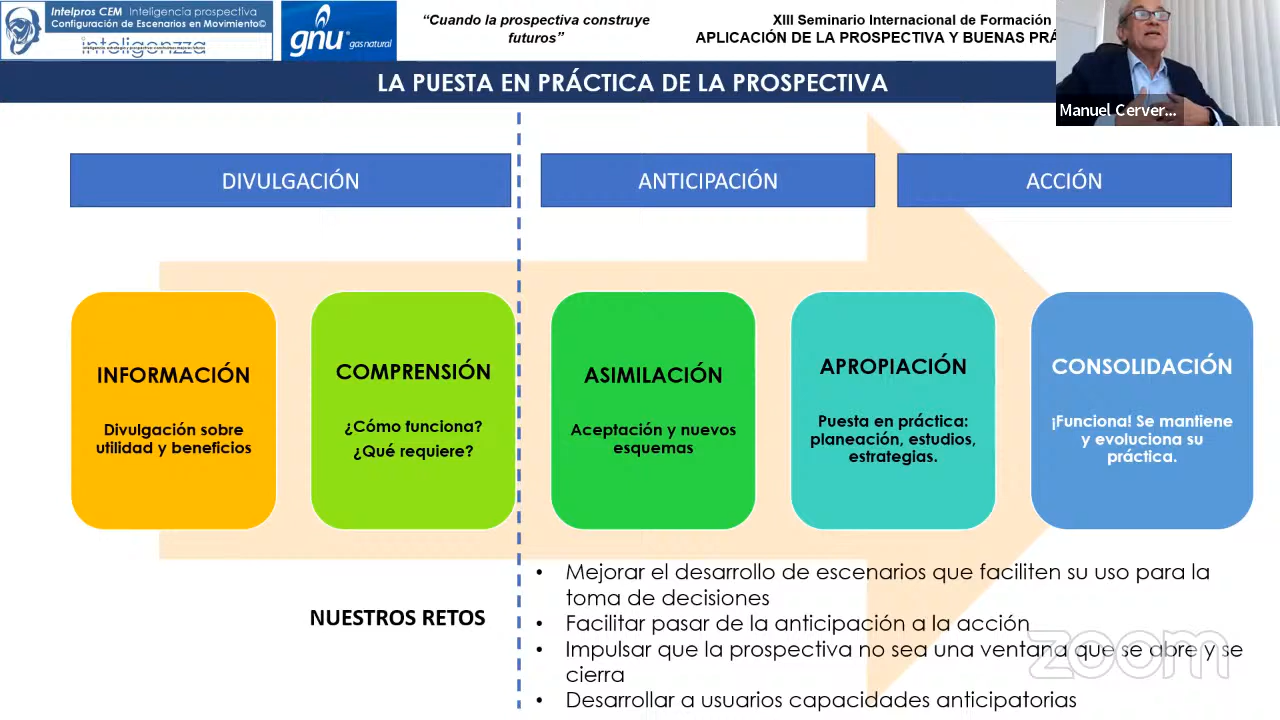 Intelpros CEM Inteligencia prospectiva
Configuración de Escenarios en Movimiento©
inteligenzza
gnu gas natural
“Cuando la prospectiva construye
futuros”
XIII Seminario Internacional de Formación
APLICACIÓN DE LA PROSPECTIVA Y BUENAS PRÁ
LA PUESTA EN PRÁCTICA DE LA PROSPECTIVA
Manuel Cerver...
DIVULGACIÓN
ANTICIPACIÓN
ACCIÓN
INFORMACIÓN
Divulgación sobre
utilidad y beneficios
COMPRENSIÓN
¿Cómo funciona?
¿Qué requiere?
ASIMILACIÓN
Aceptación y nuevos
esquemas
APROPIACIÓN
Puesta en práctica:
planeación, estudios,
estrategias.
CONSOLIDACIÓN
¡Funciona! Se mantiene
y evoluciona su
práctica.
NUESTROS RETOS
• Mejorar el desarrollo de escenarios que faciliten su uso para la
toma de decisiones
• Facilitar pasar de la anticipación a la acción
• Impulsar que la prospectiva no sea una ventana que se abre y se
cierra
• Desarrollar a usuarios capacidades anticipatorias
zoom